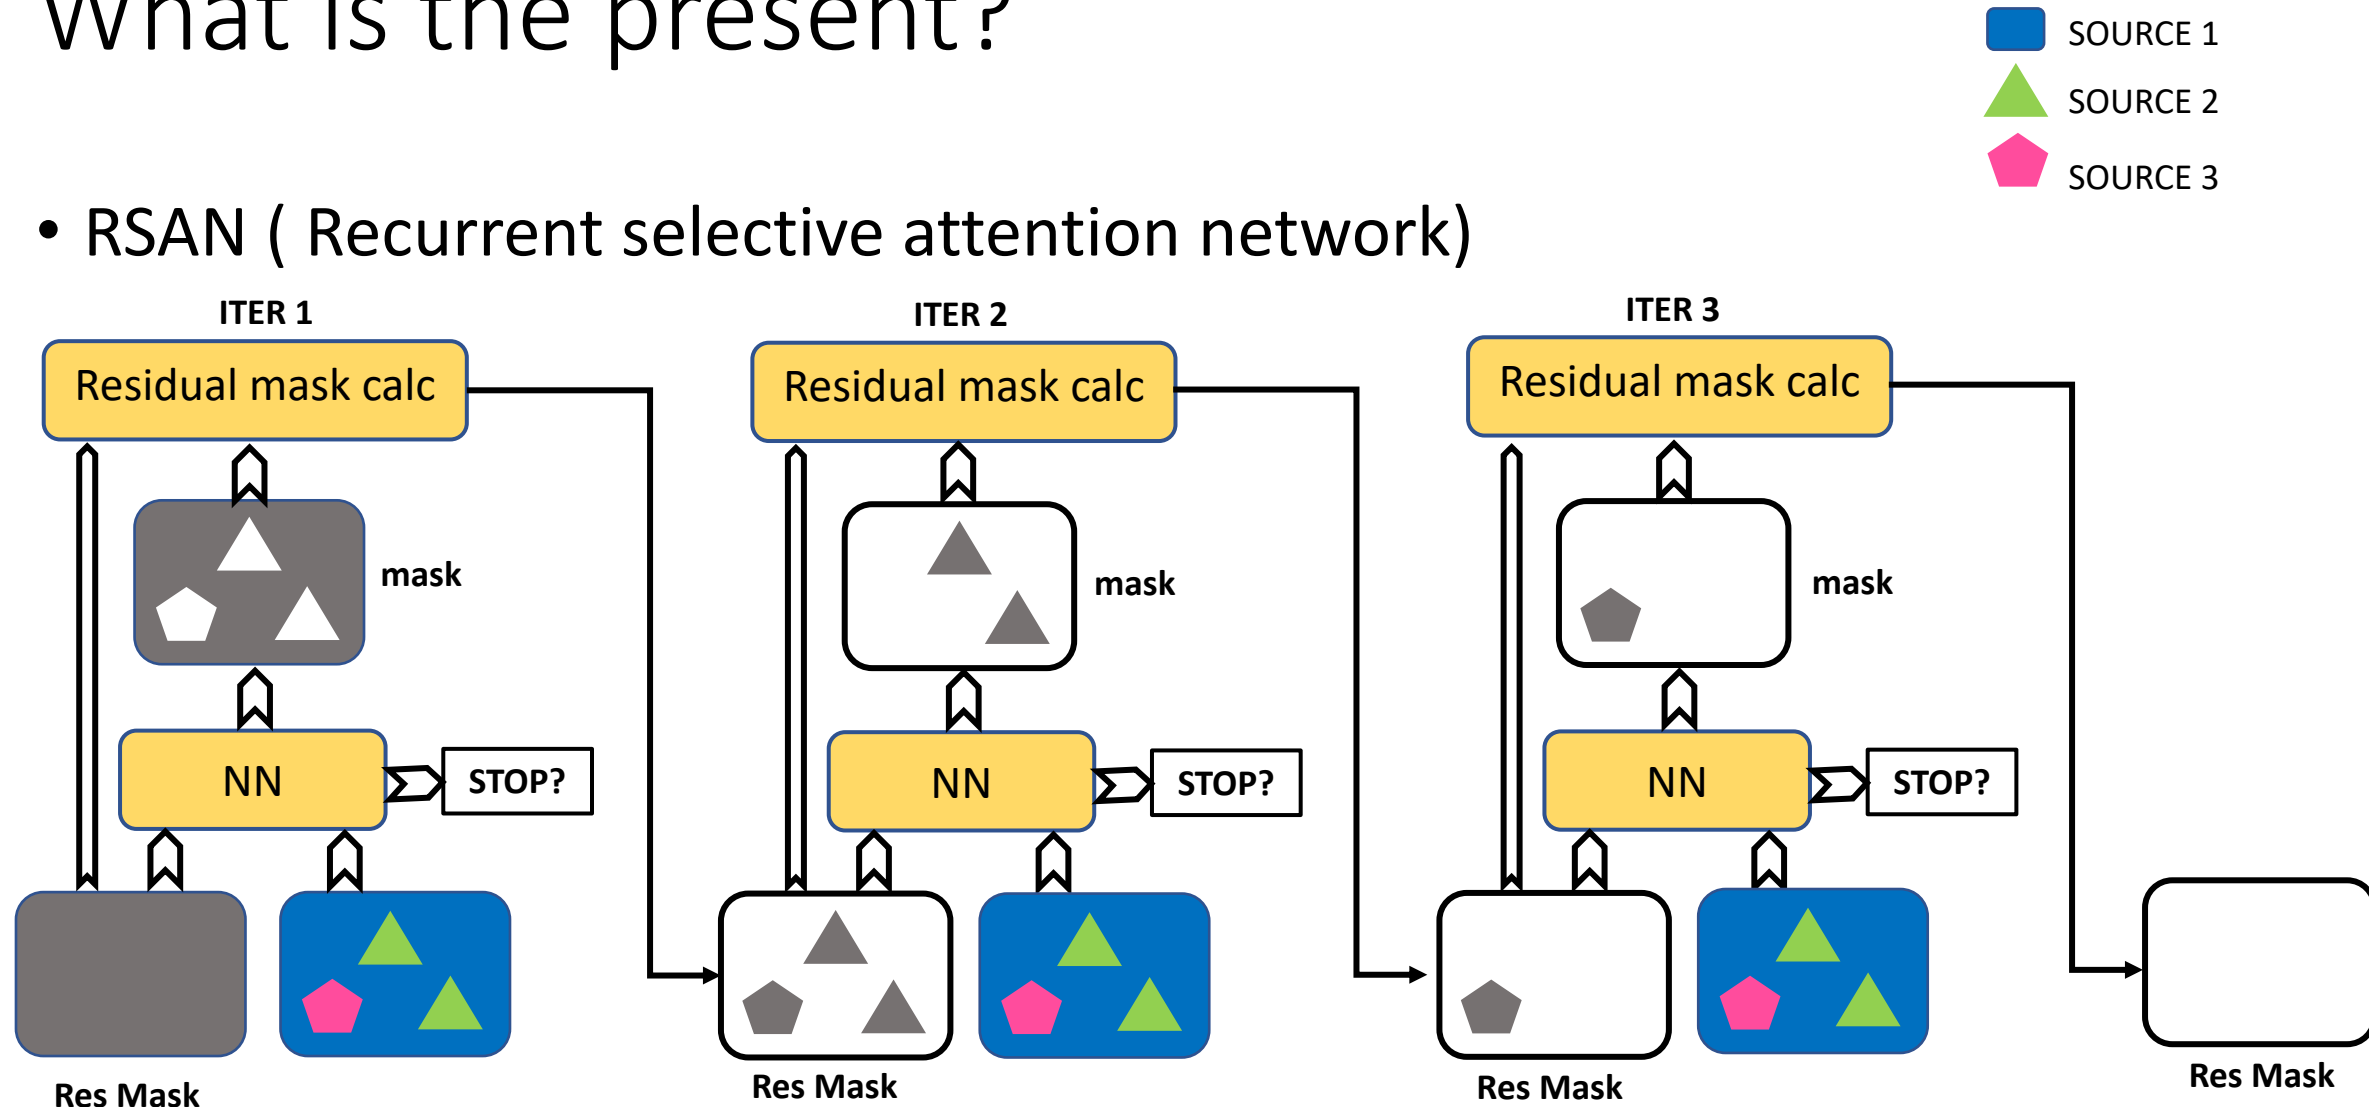 What is the present?
SOURCE 1
SOURCE 2
SOURCE 3
• RSAN ( Recurrent selective attention network)
ITER 1
ITER 2
ITER 3
Residual mask calc
Residual mask calc
Residual mask calc
mask
mask
mask
NN
STOP?
NN
STOP?
NN
STOP?
Res Mask
Res Mask
Res Mask
Res Mask